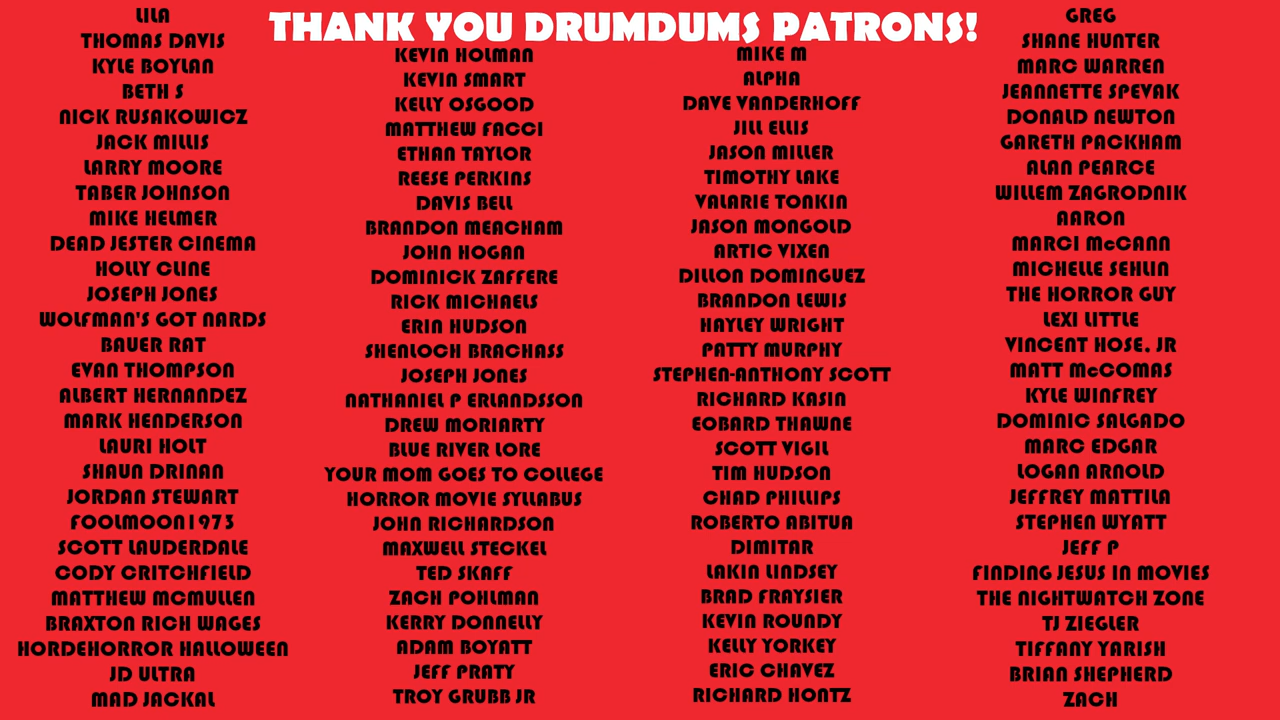 THANK YOU DRUMDUMS PATRONS!
LILA
THOMAS DAVIS
KYLE BOYLAN
BETH S
NICK RUSAKOWICZ
JACK MILLIS
LARRY MOORE
TABER JOHNSON
MIKE HELMER
DEAD JESTER CINEMA
HOLLY CLINE
JOSEPH JONES
WOLFMAN'S GOT NARDS
BAUER RAT
EVAN THOMPSON
ALBERT HERNANDEZ
MARK HENDERSON
LAURI HOLT
SHAUN DRINAN
JORDAN STEWART
FOOLMOON1973
SCOTT LAUDERDALE
CODY CRITCHFIELD
MATTHEW MCMULLEN
BRAXTON RICH WAGES
HORDEHORROR HALLOWEEN
JD ULTRA
MAD JACKAL
KEVIN HOLMAN
KEVIN SMART
KELLY OSGOOD
MATTHEW FACCI
ETHAN TAYLOR
REESE PERKINS
DAVIS BELL
BRANDON MEACHAM
JOHN HOGAN
DOMINICK ZAFFERE
RICK MICHAELS
ERIN HUDSON
SHENLOCH BRACHASS
JOSEPH JONES
NATHANIEL P ERLANDSSON
DREW MORIARTY
BLUE RIVER LORE
YOUR MOM GOES TO COLLEGE
HORROR MOVIE SYLLABUS
JOHN RICHARDSON
MAXWELL STECKEL
TED SKAFF
ZACH POHLMAN
KERRY DONNELLY
ADAM BOYATT
JEFF PRATY
TROY GRUBB JR
MIKE M
ALPHA
DAVE VANDERHOFF
JILL ELLIS
JASON MILLER
TIMOTHY LAKE
VALARIE TONKIN
JASON MONGOLD
ARTIC VIXEN
DILLON DOMINGUEZ
BRANDON LEWIS
HAYLEY WRIGHT
PATTY MURPHY
STEPHEN-ANTHONY SCOTT
RICHARD KASIN
EOBARD THAWNE
SCOTT VIGIL
TIM HUDSON
CHAD PHILLIPS
ROBERTO ABITUA
DIMITAR
LAKIN LINDSEY
BRAD FRAYSIER
KEVIN ROUNDY
KELLY YORKEY
ERIC CHAVEZ
RICHARD HONTZ
GREG
SHANE HUNTER
MARC WARREN
JEANNETTE SPEVAK
DONALD NEWTON
GARETH PACKHAM
ALAN PEARCE
WILLEM ZAGRODNIK
AARON
MARCI McCANN
MICHELLE SEHLIN
THE HORROR GUY
LEXI LITTLE
VINCENT HOSE, JR
MATT McCOMAS
KYLE WINFREY
DOMINIC SALGADO
MARC EDGAR
LOGAN ARNOLD
JEFFREY MATTILA
STEPHEN WYATT
JEFF P
FINDING JESUS IN MOVIES
THE NIGHTWATCH ZONE
TJ ZIEGLER
TIFFANY YARISH
BRIAN SHEPHERD
ZACH